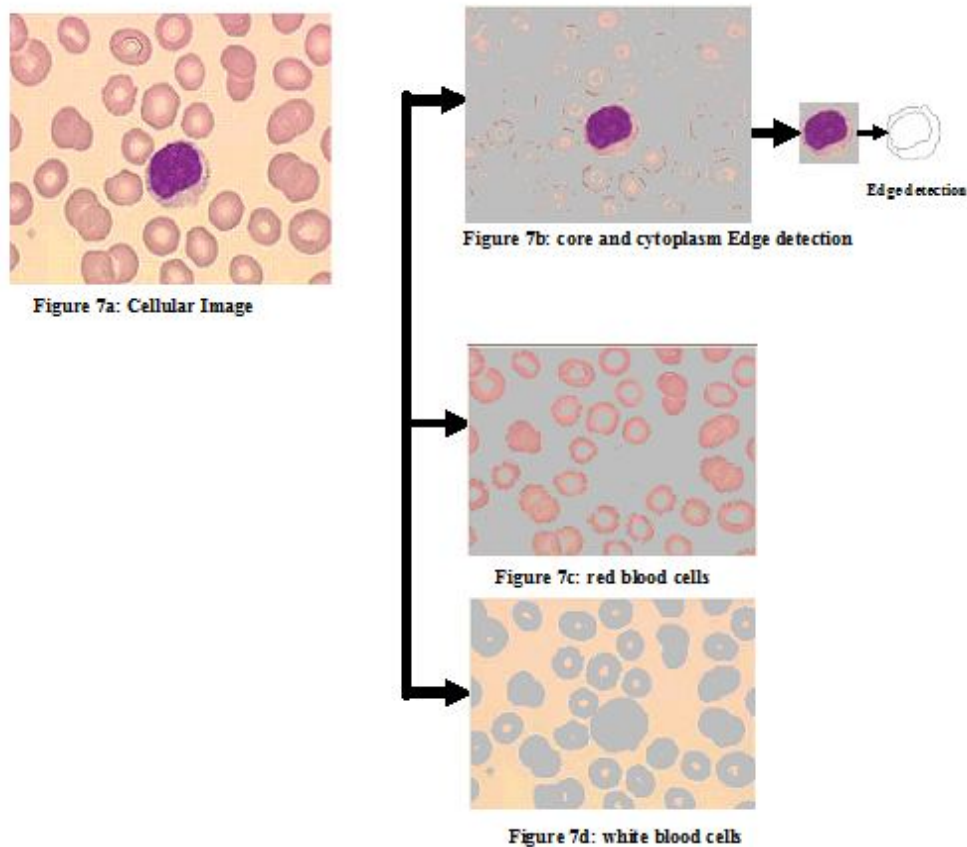 Figure 7a: Cellular Image
Edge detection
Figure 7b: core and cytoplasm Edge detection
Figure 7c: red blood cells
Figure 7d: white blood cells